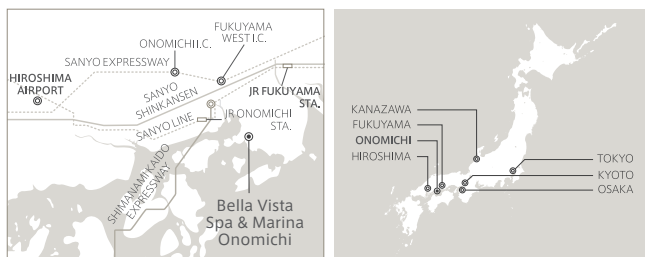 FUKUYAMA
WEST I.C.
ONOMICHI I.C.
SANYO EXPRESSWAY
HIROSHIMA
AIRPORT
SANYO
SHINKANSEN
JR FUKUYAMA
STA.
SANYO LINE
JR ONOMICHI
STA.
SHIMANAMI KAIDO
EXPRESSWAY
Bella Vista
Spa & Marina
Onomichi
KANAZAWA
FUKUYAMA
ONOMICHI
HIROSHIMA
TOKYO
KYOTO
OSAKA